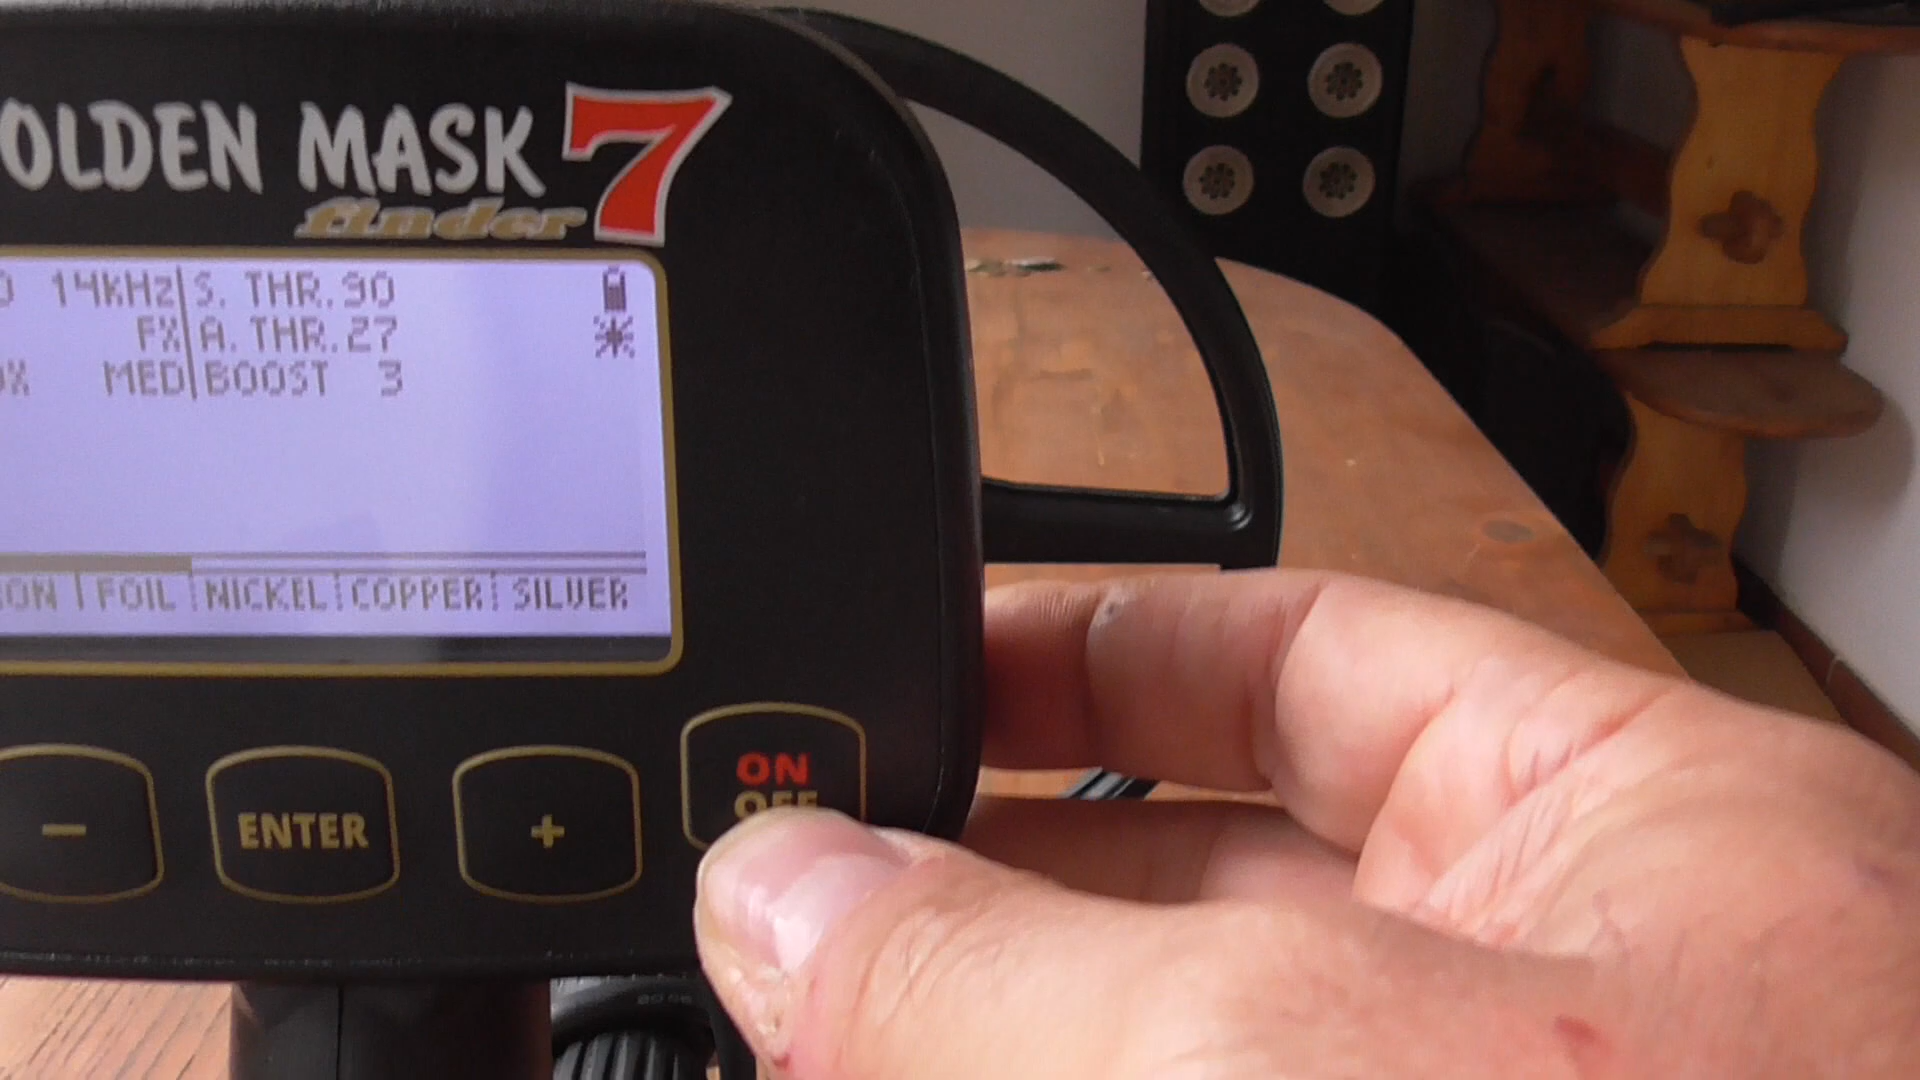 OLDEN MASK 7
finder
14kHz S. THR. 90
FX A. THR. 27
MED BOOST 3
ON FOIL NICKEL COPPER SILVER
ON
OFF
− ENTER +